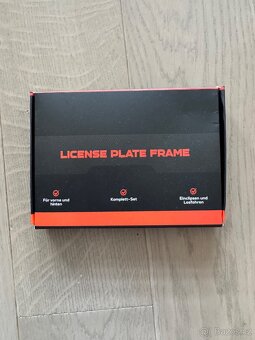 LICENSE PLATE FRAME
Für vorne und
hinten
Komplett-Set
Einclipsen und
Losfahren